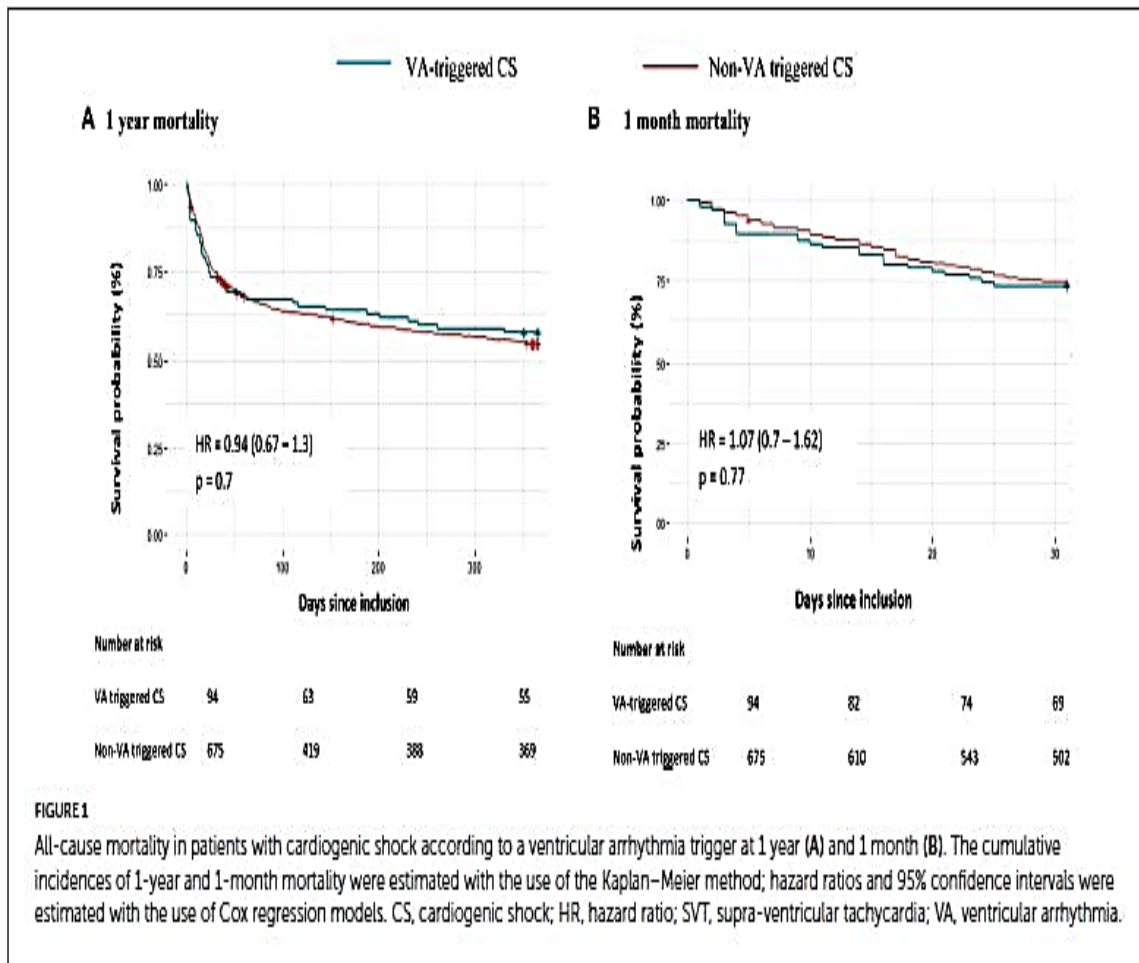 VA-triggered CS
Non-VA triggered CS
A 1 year mortality
B 1 month mortality
Survival probability (%)
1.00
0.75
0.50
0.25
0.00
HR = 0.94 (0.67 – 1.3)
p = 0.7
0
100
200
300
Days since inclusion
Survival probability (%)
1.00
75
50
25
00
HR = 1.07 (0.7 – 1.62)
p = 0.77
0
10
20
30
Days since inclusion
Number at risk
VA triggered CS 94 63 59 55
Non-VA triggered CS 675 419 388 369
Number at risk
VA-triggered CS 94 82 74 69
Non-VA triggered CS 675 610 543 502
FIGURE 1
All-cause mortality in patients with cardiogenic shock according to a ventricular arrhythmia trigger at 1 year (A) and 1 month (B). The cumulative
incidences of 1-year and 1-month mortality were estimated with the use of the Kaplan–Meier method; hazard ratios and 95% confidence intervals were
estimated with the use of Cox regression models. CS, cardiogenic shock; HR, hazard ratio; SVT, supra-ventricular tachycardia; VA, ventricular arrhythmia.